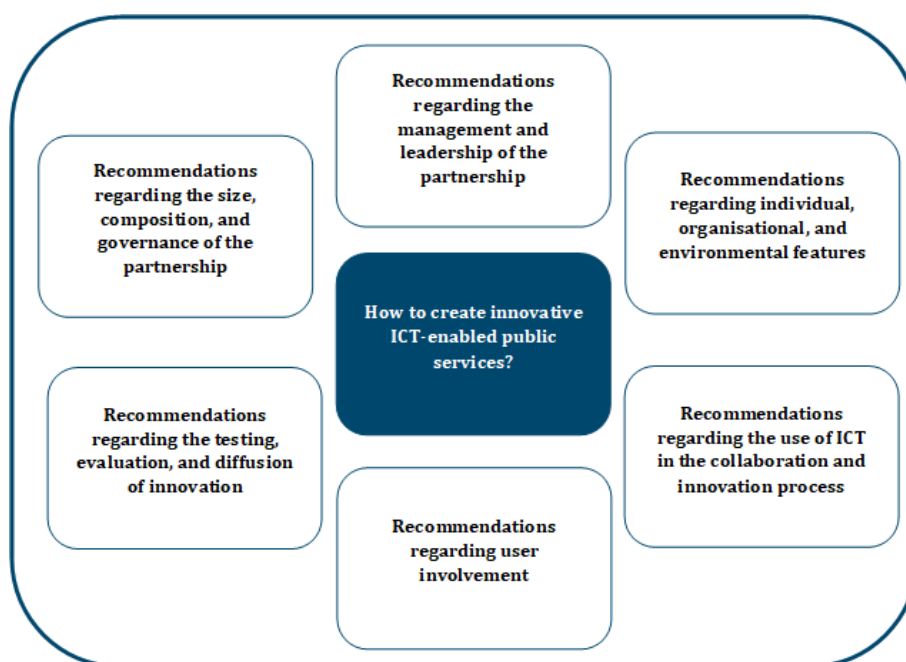 Recommendations
regarding the
management and
leadership of the
partnership
Recommendations
regarding the size,
composition, and
governance of the
partnership
Recommendations
regarding individual,
organisational, and
environmental features
How to create innovative
ICT-enabled public
services?
Recommendations
regarding the testing,
evaluation, and diffusion
of innovation
Recommendations
regarding the use of ICT
in the collaboration and
innovation process
Recommendations
regarding user
involvement